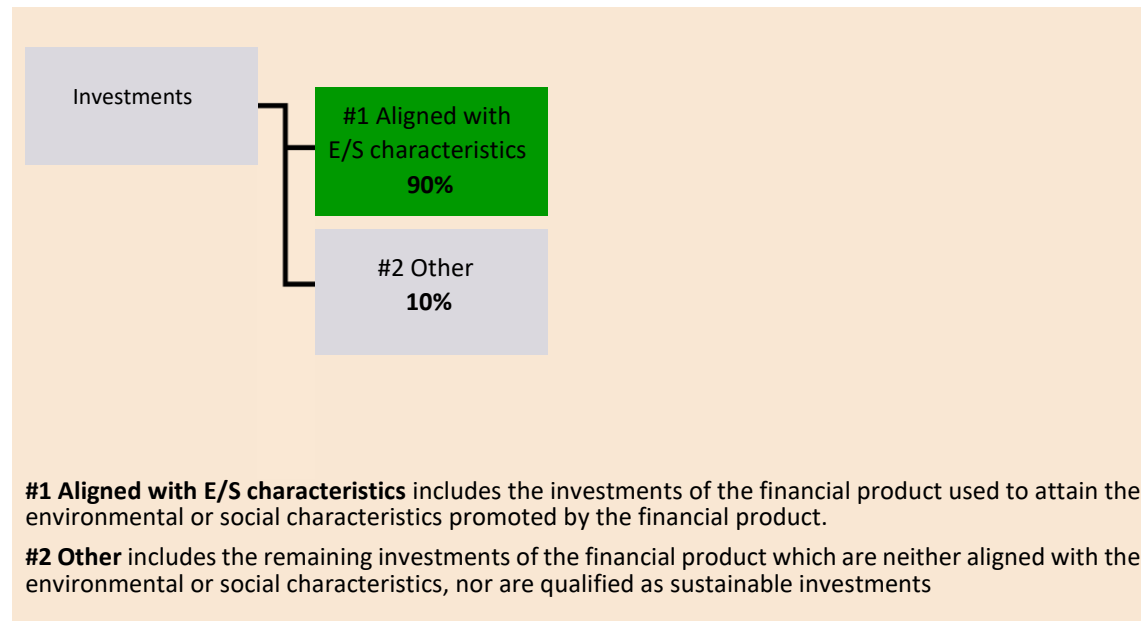 Investments
#1 Aligned with
E/S characteristics
90%
#2 Other
10%
#1 Aligned with E/S characteristics includes the investments of the financial product used to attain the
environmental or social characteristics promoted by the financial product.
#2 Other includes the remaining investments of the financial product which are neither aligned with the
environmental or social characteristics, nor are qualified as sustainable investments